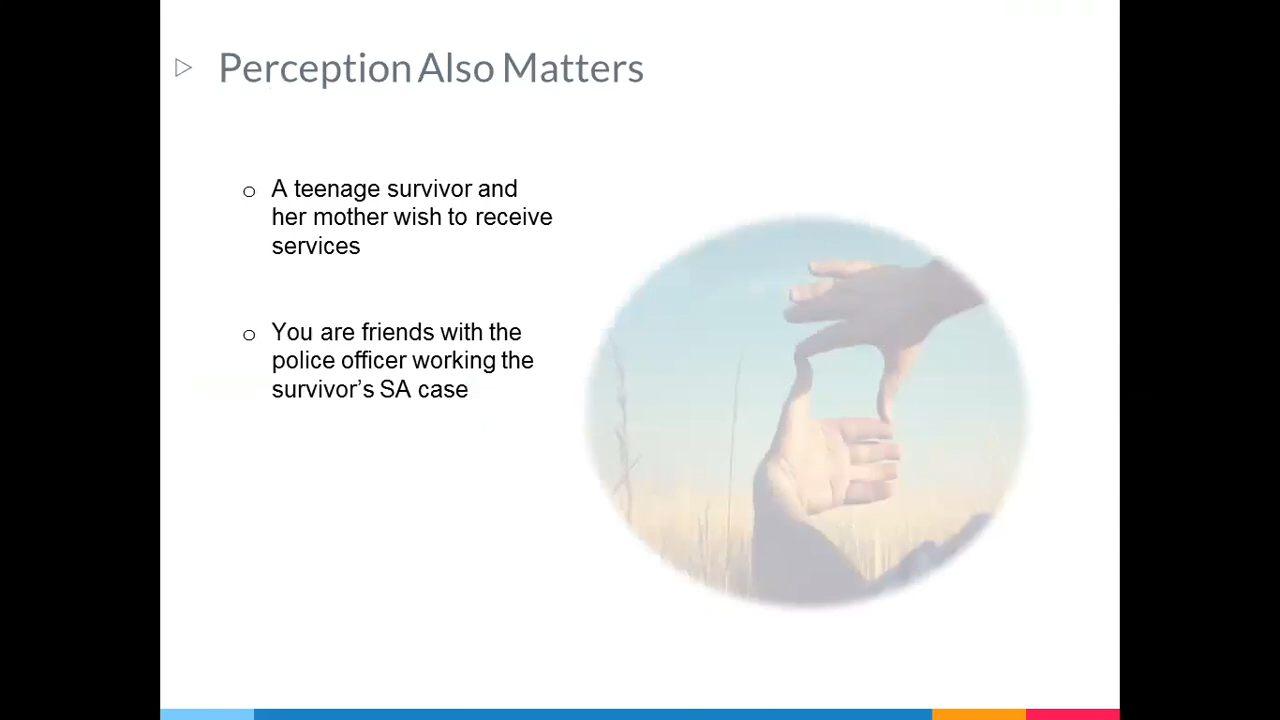 Perception Also Matters
o A teenage survivor and
her mother wish to receive
services
o You are friends with the
police officer working the
survivor’s SA case